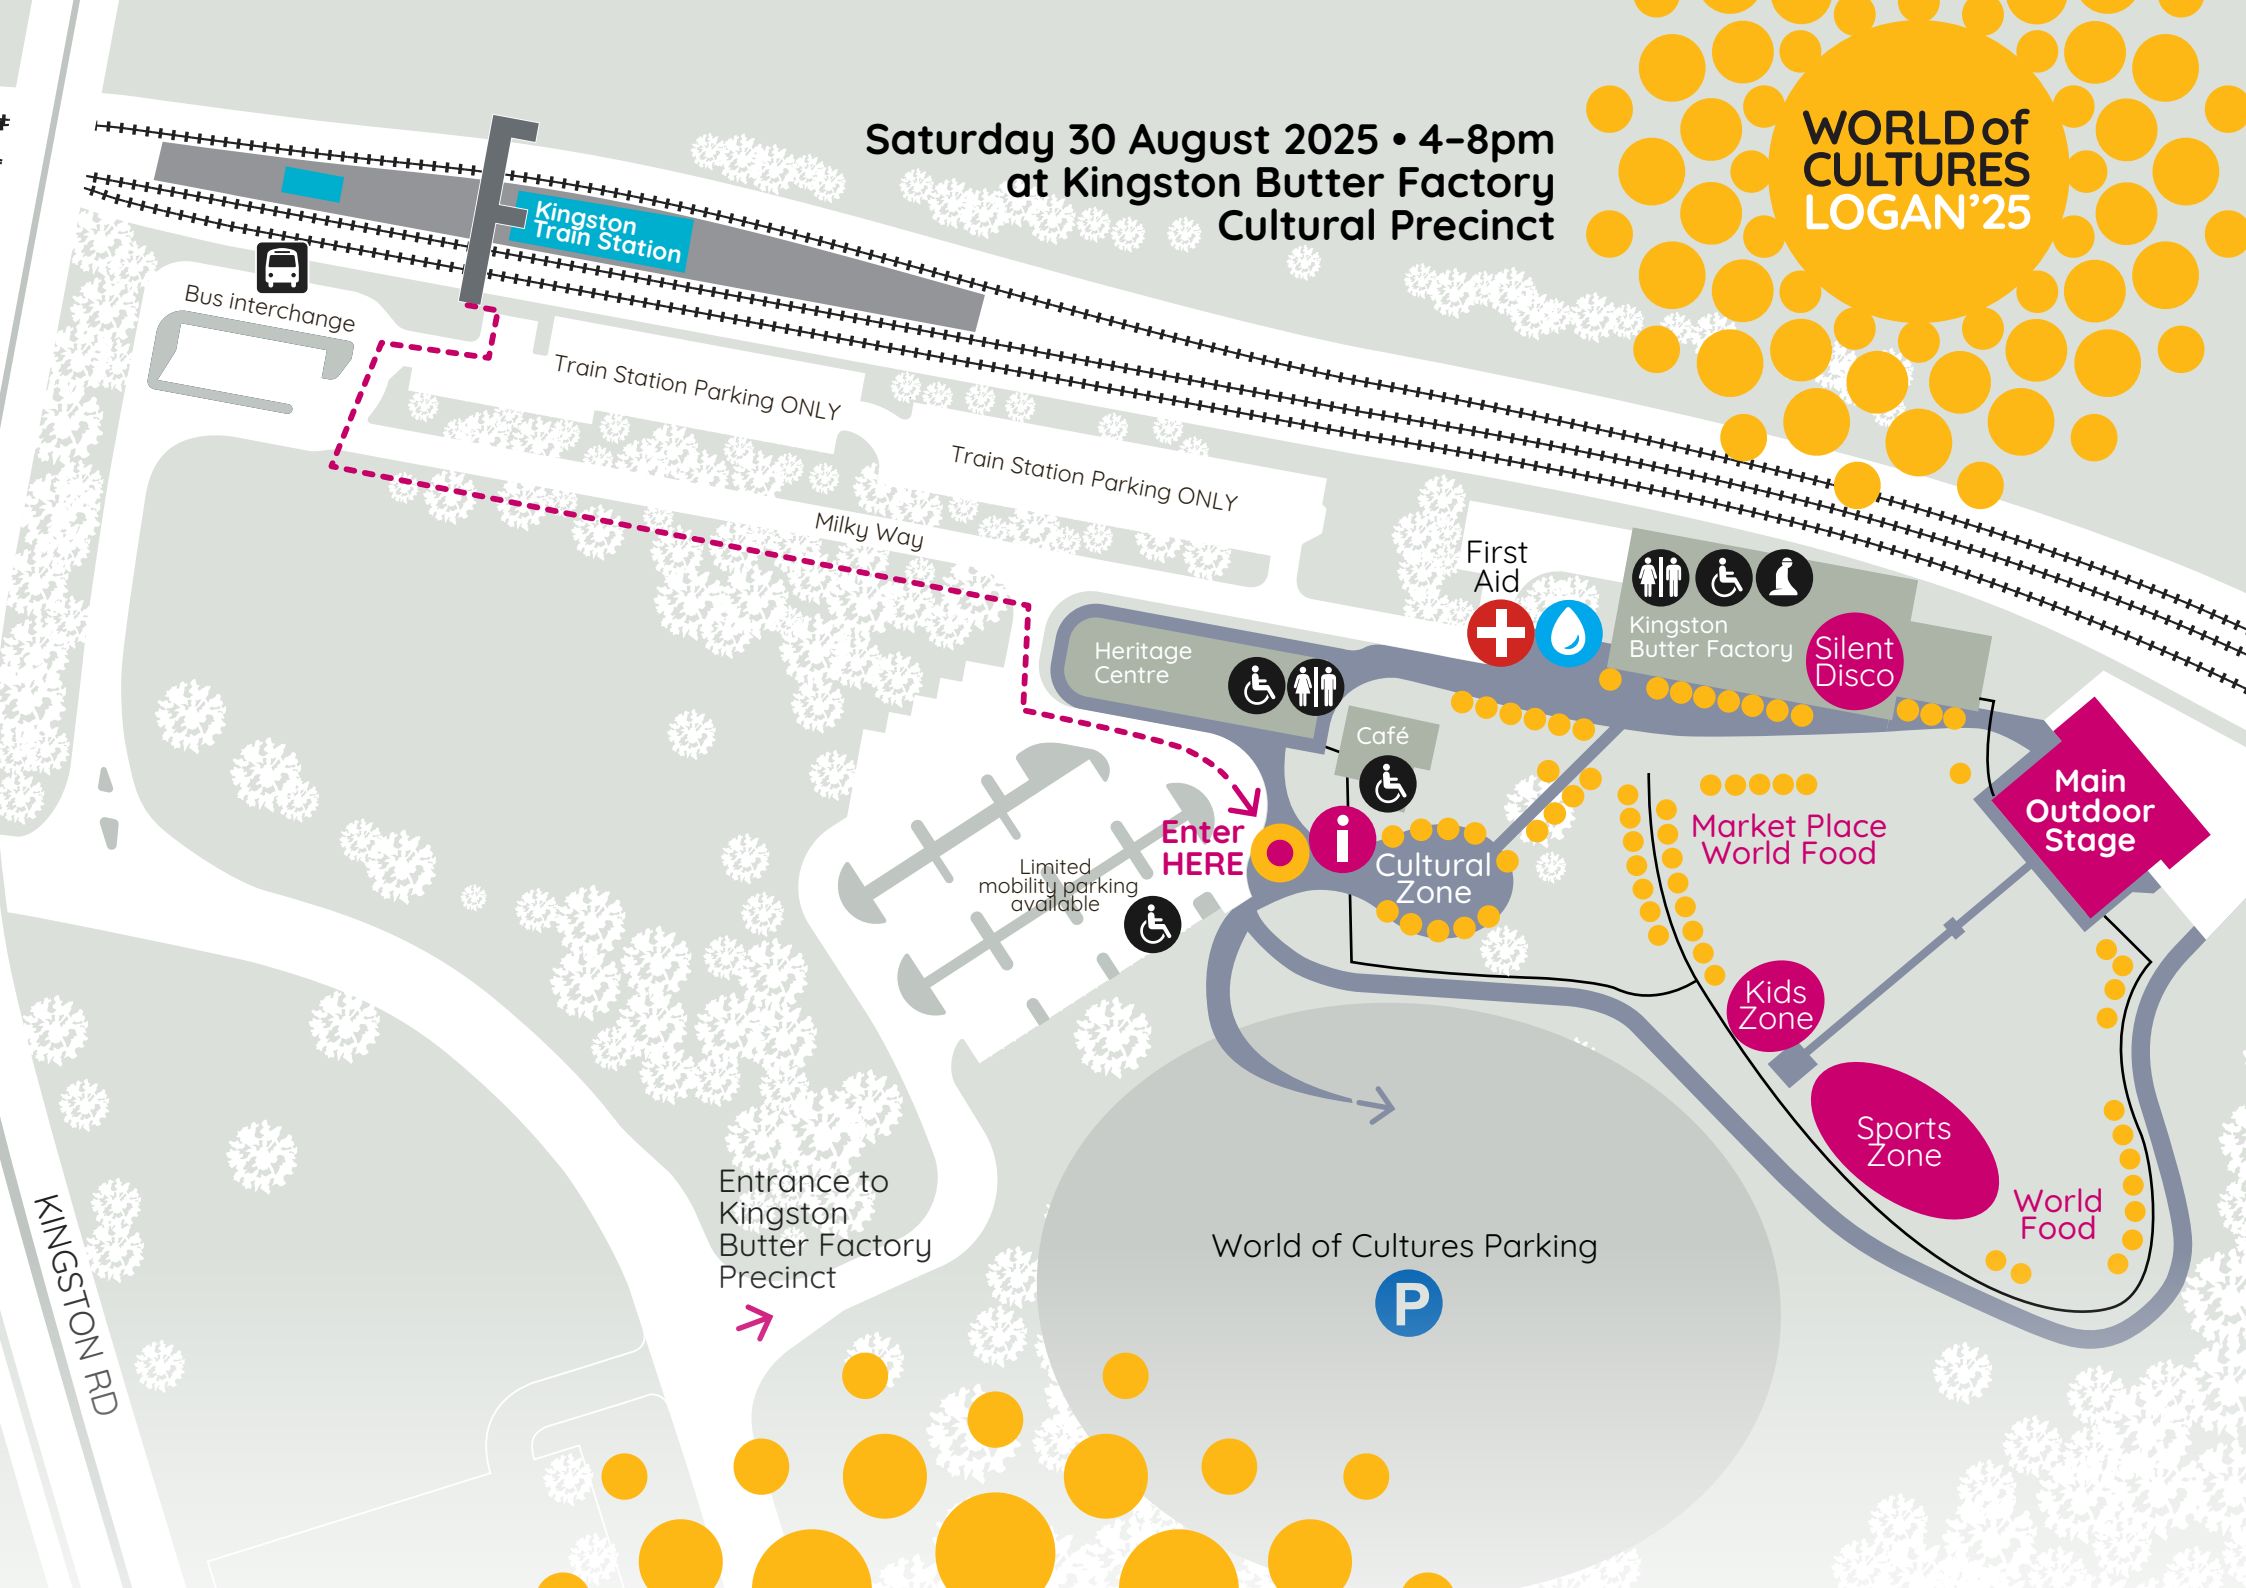 Saturday 30 August 2025 • 4–8pm
at Kingston Butter Factory
Cultural Precinct
WORLD of
CULTURES
LOGAN’25
Kingston
Train Station
Bus interchange
Train Station Parking ONLY
Train Station Parking ONLY
Milky Way
First
Aid
Kingston
Butter Factory
Silent
Disco
Heritage
Centre
Café
Main
Outdoor
Stage
Enter
HERE
i
Cultural
Zone
Market Place
World Food
Limited
mobility parking
available
Kids
Zone
Sports
Zone
World
Food
Entrance to
Kingston
Butter Factory
Precinct
World of Cultures Parking
P
KINGSTON RD